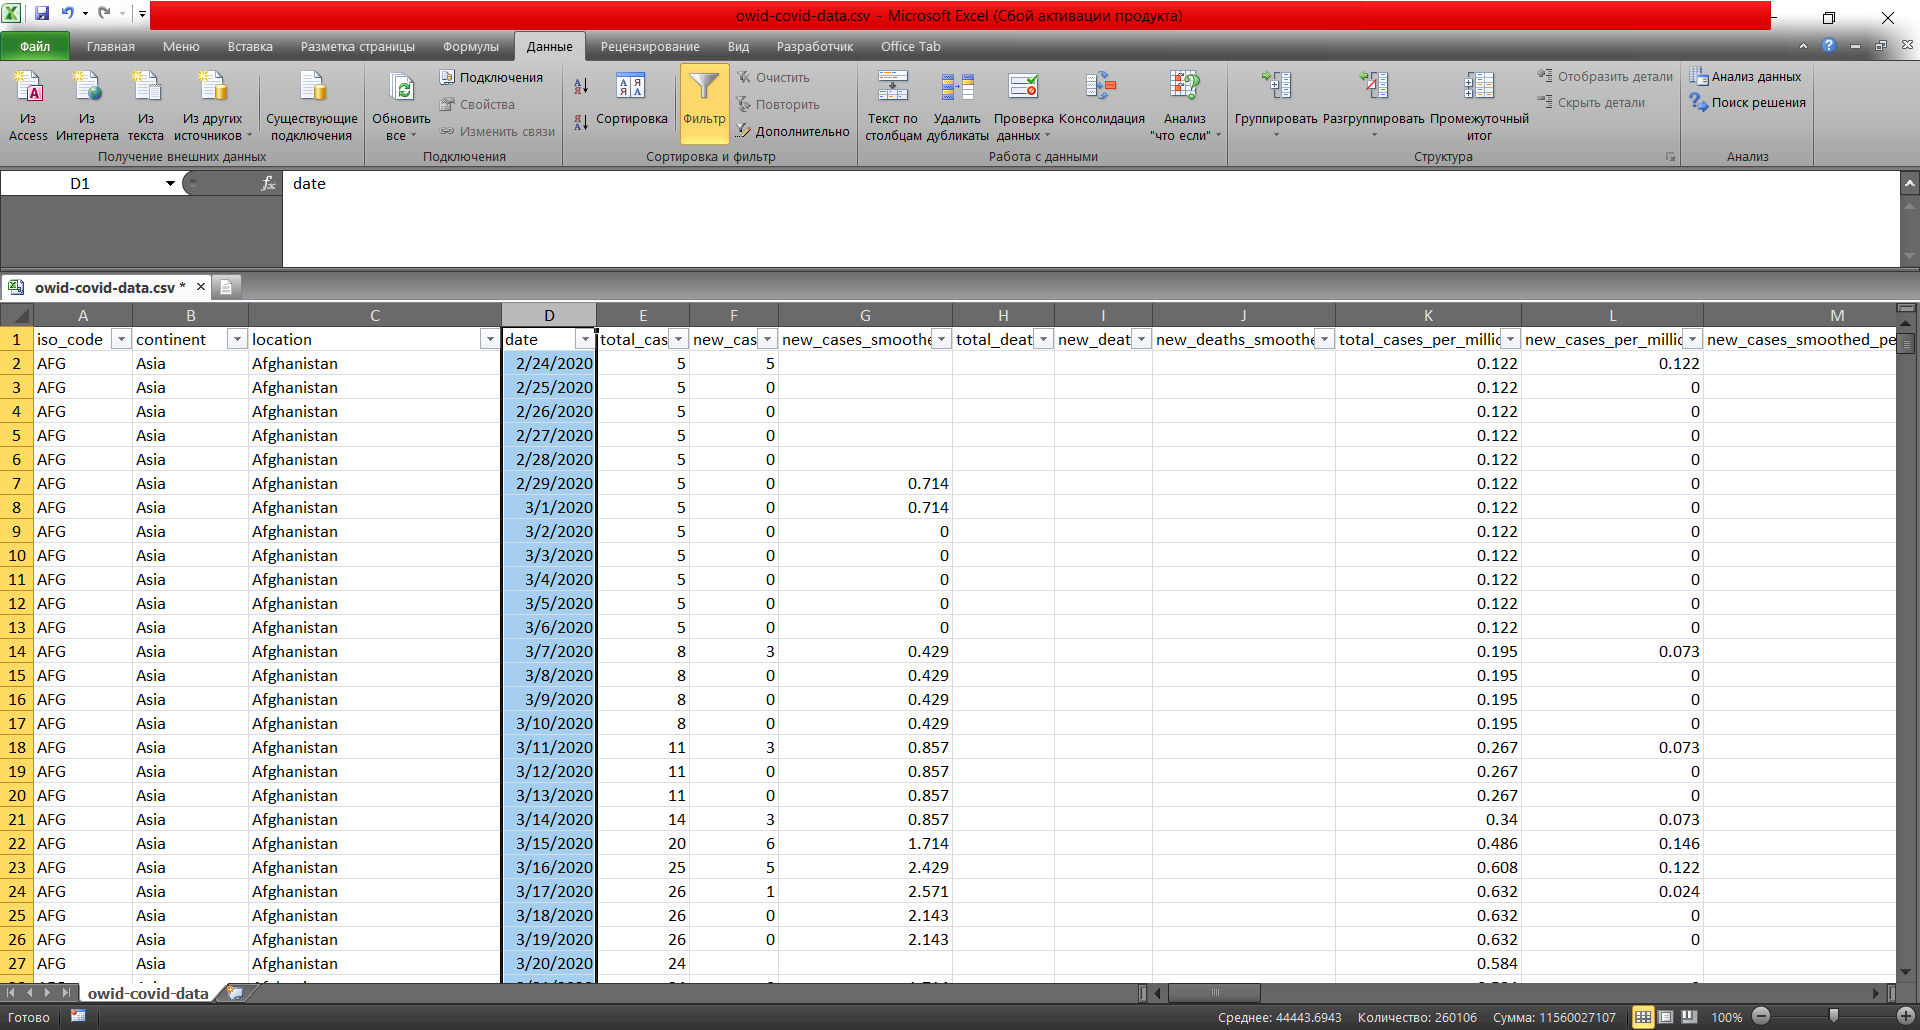 owid-covid-data.csv - Microsoft Excel (Сбой активации продукта)
Файл Главная Меню Вставка Разметка страницы Формулы Данные Рецензирование Вид Разработчик Office Tab
Из Access Из Интернета Из текста Из других источников Существующие подключения Обновить все Подключения Свойства Изменить связи Сортировка Фильтр Очистить Повторить Дополнительно Текст по столбцам Удалить дубликаты Проверка данных Консолидация Анализ "что если" Группировать Разгруппировать Промежуточный итог Отобразить детали Скрыть детали Анализ данных Поиск решения
Получение внешних данных Подключения Сортировка и фильтр Работа с данными Структура Анализ
D1 fx date
owid-covid-data.csv *
A B C D E F G H I J K L M
1 iso_code continent location date total_cas new_cas new_cases_smoothe total_deat new_deat new_deaths_smoothe total_cases_per_millio new_cases_per_millio new_cases_smoothed_pe
2 AFG Asia Afghanistan 2/24/2020 5 5 0.122 0.122
3 AFG Asia Afghanistan 2/25/2020 5 0 0.122 0
4 AFG Asia Afghanistan 2/26/2020 5 0 0.122 0
5 AFG Asia Afghanistan 2/27/2020 5 0 0.122 0
6 AFG Asia Afghanistan 2/28/2020 5 0 0.122 0
7 AFG Asia Afghanistan 2/29/2020 5 0 0.714 0.122 0
8 AFG Asia Afghanistan 3/1/2020 5 0 0.714 0.122 0
9 AFG Asia Afghanistan 3/2/2020 5 0 0 0.122 0
10 AFG Asia Afghanistan 3/3/2020 5 0 0 0.122 0
11 AFG Asia Afghanistan 3/4/2020 5 0 0 0.122 0
12 AFG Asia Afghanistan 3/5/2020 5 0 0 0.122 0
13 AFG Asia Afghanistan 3/6/2020 5 0 0 0.122 0
14 AFG Asia Afghanistan 3/7/2020 8 3 0.429 0.195 0.073
15 AFG Asia Afghanistan 3/8/2020 8 0 0.429 0.195 0
16 AFG Asia Afghanistan 3/9/2020 8 0 0.429 0.195 0
17 AFG Asia Afghanistan 3/10/2020 8 0 0.429 0.195 0
18 AFG Asia Afghanistan 3/11/2020 11 3 0.857 0.267 0.073
19 AFG Asia Afghanistan 3/12/2020 11 0 0.857 0.267 0
20 AFG Asia Afghanistan 3/13/2020 11 0 0.857 0.267 0
21 AFG Asia Afghanistan 3/14/2020 14 3 0.857 0.34 0.073
22 AFG Asia Afghanistan 3/15/2020 20 6 1.714 0.486 0.146
23 AFG Asia Afghanistan 3/16/2020 25 5 2.429 0.608 0.122
24 AFG Asia Afghanistan 3/17/2020 26 1 2.571 0.632 0.024
25 AFG Asia Afghanistan 3/18/2020 26 0 2.143 0.632 0
26 AFG Asia Afghanistan 3/19/2020 26 0 2.143 0.632 0
27 AFG Asia Afghanistan 3/20/2020 24 0.584
owid-covid-data
Готово Среднее: 44443.6943 Количество: 260106 Сумма: 11560027107 100%